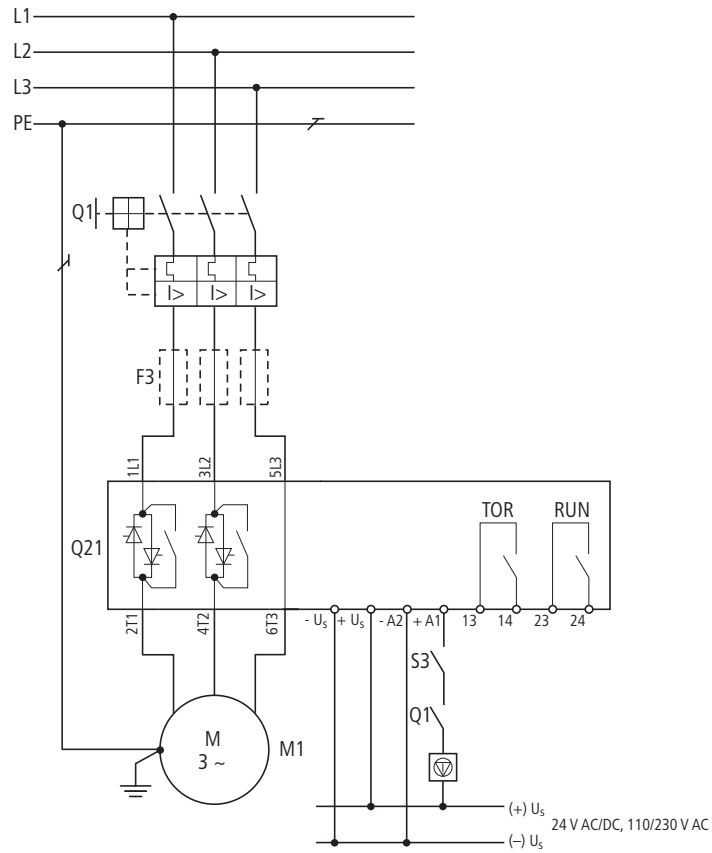 L1
L2
L3
PE
Q1
I> I> I>
F3
1L1 3L2 5L3
TOR RUN
Q21
2T1 4T2 6T3 - Us + Us - A2 + A1 13 14 23 24
S3
Q1
M
3 ~
M1
(+) Us
24 V AC/DC, 110/230 V AC
(–) Us